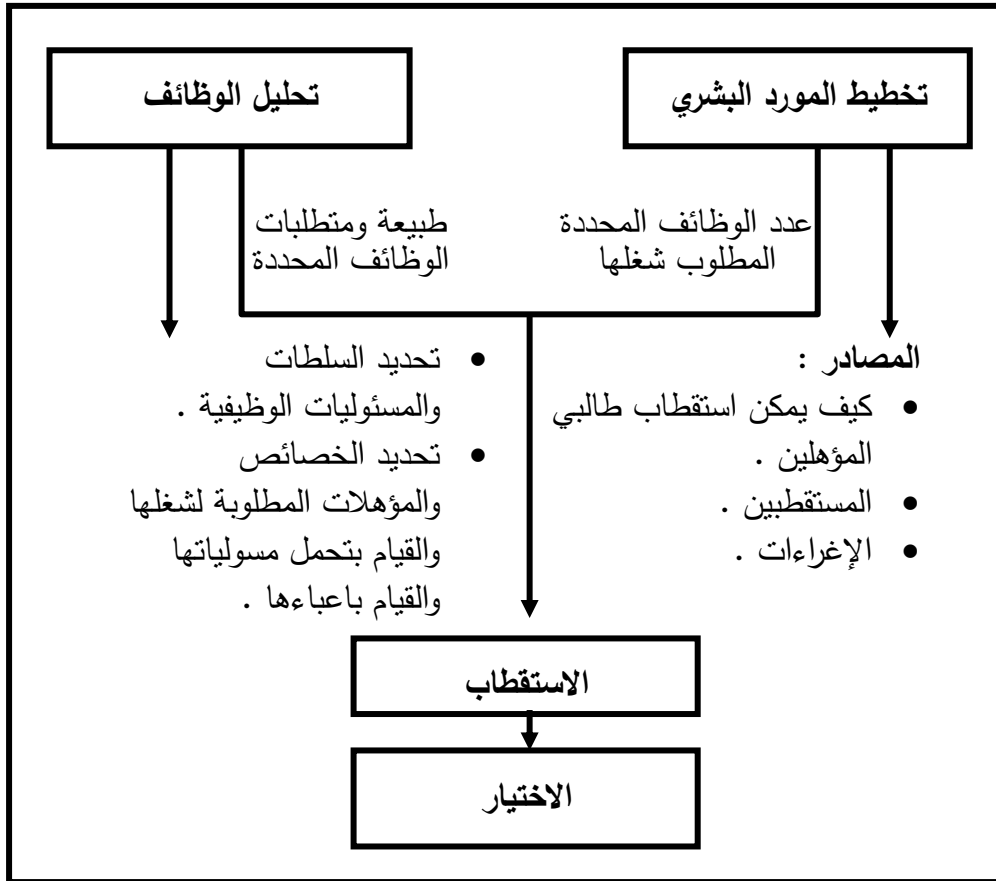 تخطيط المورد البشري
تحليل الوظائف
عدد الوظائف المحددة
المطلوب شغلها
طبيعة ومتطلبات
الوظائف المحددة
المصادر :
• كيف يمكن استقطاب طالبي
المؤهلين .
• المستقطبين .
• الإغراءات .
• تحديد السلطات
والمسئوليات الوظيفية .
• تحديد الخصائص
والمؤهلات المطلوبة لشغلها
والقيام بتحمل مسولياتها
والقيام باعباءها .
الاستقطاب
الاختيار